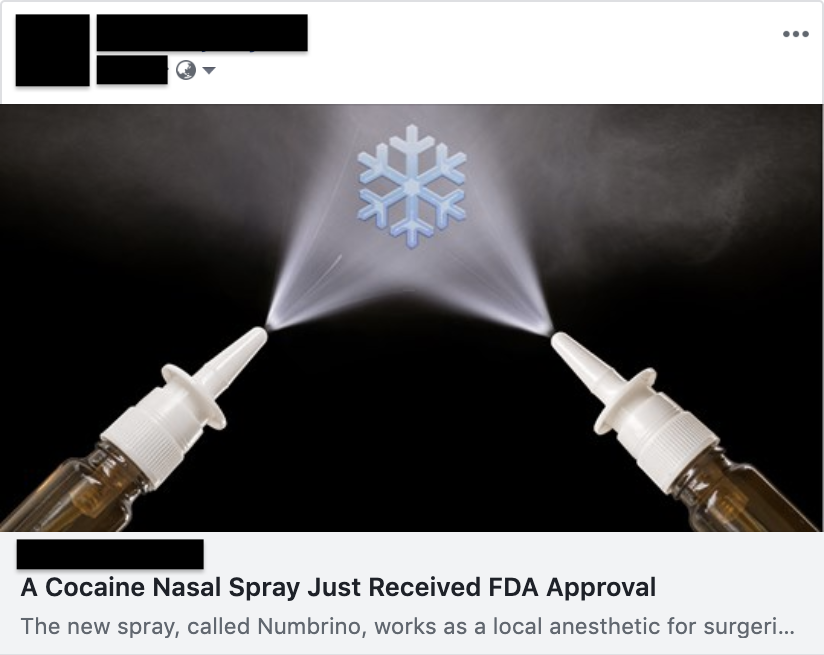 A Cocaine Nasal Spray Just Received FDA Approval
The new spray, called Numbrino, works as a local anesthetic for surgeri...